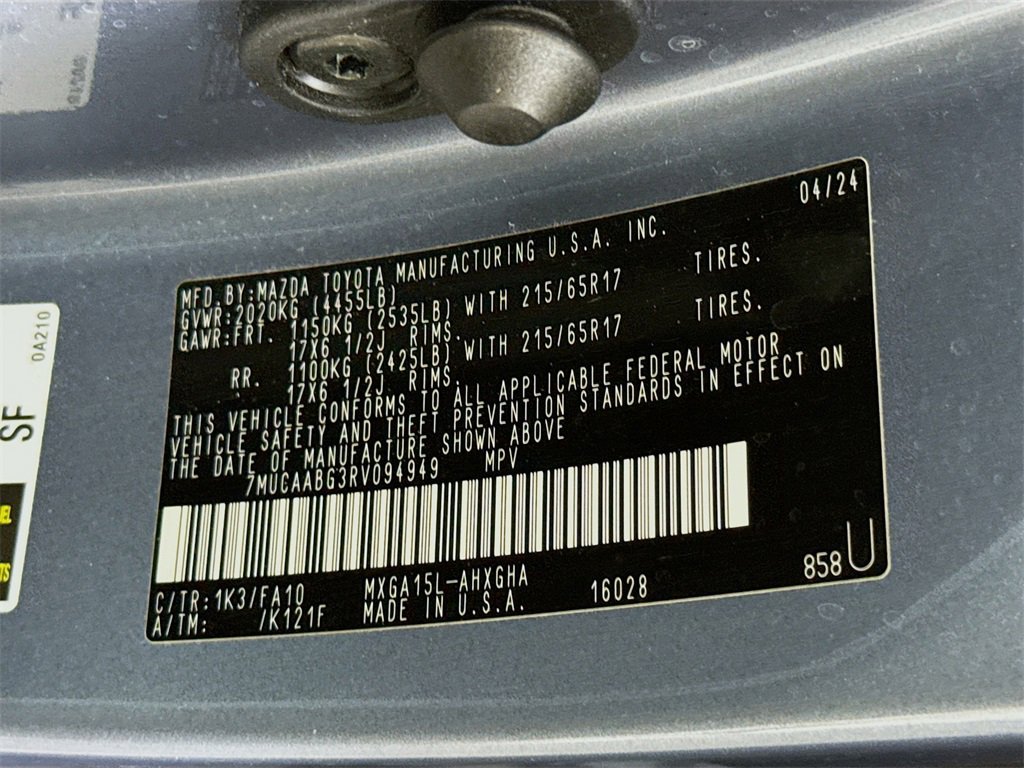 04/24
MFD.BY:MAZDA TOYOTA MANUFACTURING U.S.A. INC.
GVWR:2020KG (4455LB)
GAWR:FRT. 1150KG (2535LB) WITH 215/65R17 TIRES.
17X6 1/2J RIMS.
RR. 1100KG (2425LB) WITH 215/65R17 TIRES.
17X6 1/2J RIMS.
THIS VEHICLE CONFORMS TO ALL APPLICABLE FEDERAL MOTOR
VEHICLE SAFETY AND THEFT PREVENTION STANDARDS IN EFFECT ON
THE DATE OF MANUFACTURE SHOWN ABOVE
7MUCAABG3RV094949 MPV
C/TR:1K3/FA10 MXGA15L-AHXGHA 16028 858 U
A/TM: /K121F MADE IN U.S.A.
0A210
SF